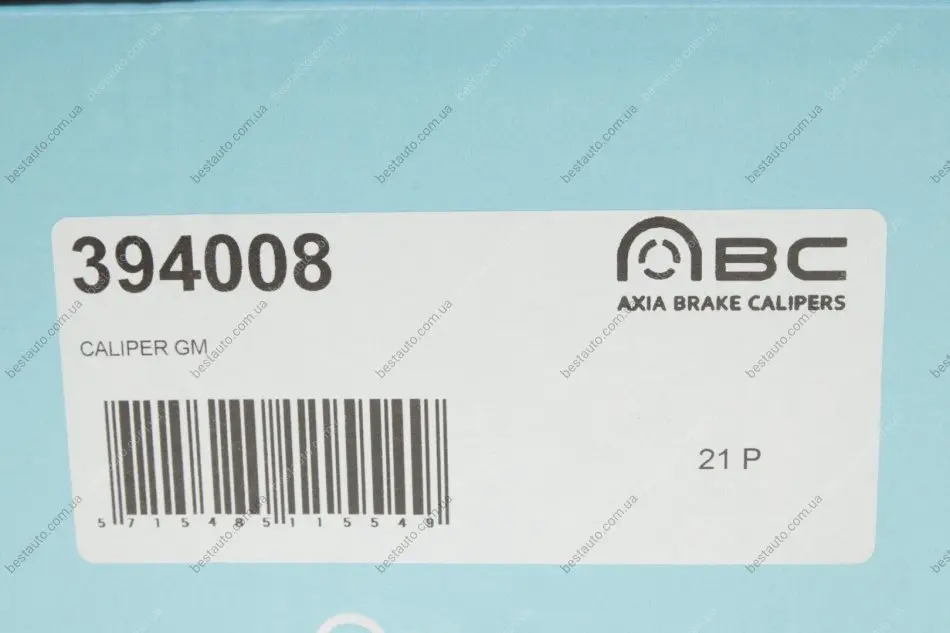 394008
ABC
AXIA BRAKE CALIPERS
CALIPER GM
21 P
5715485115549
bestauto.com.ua